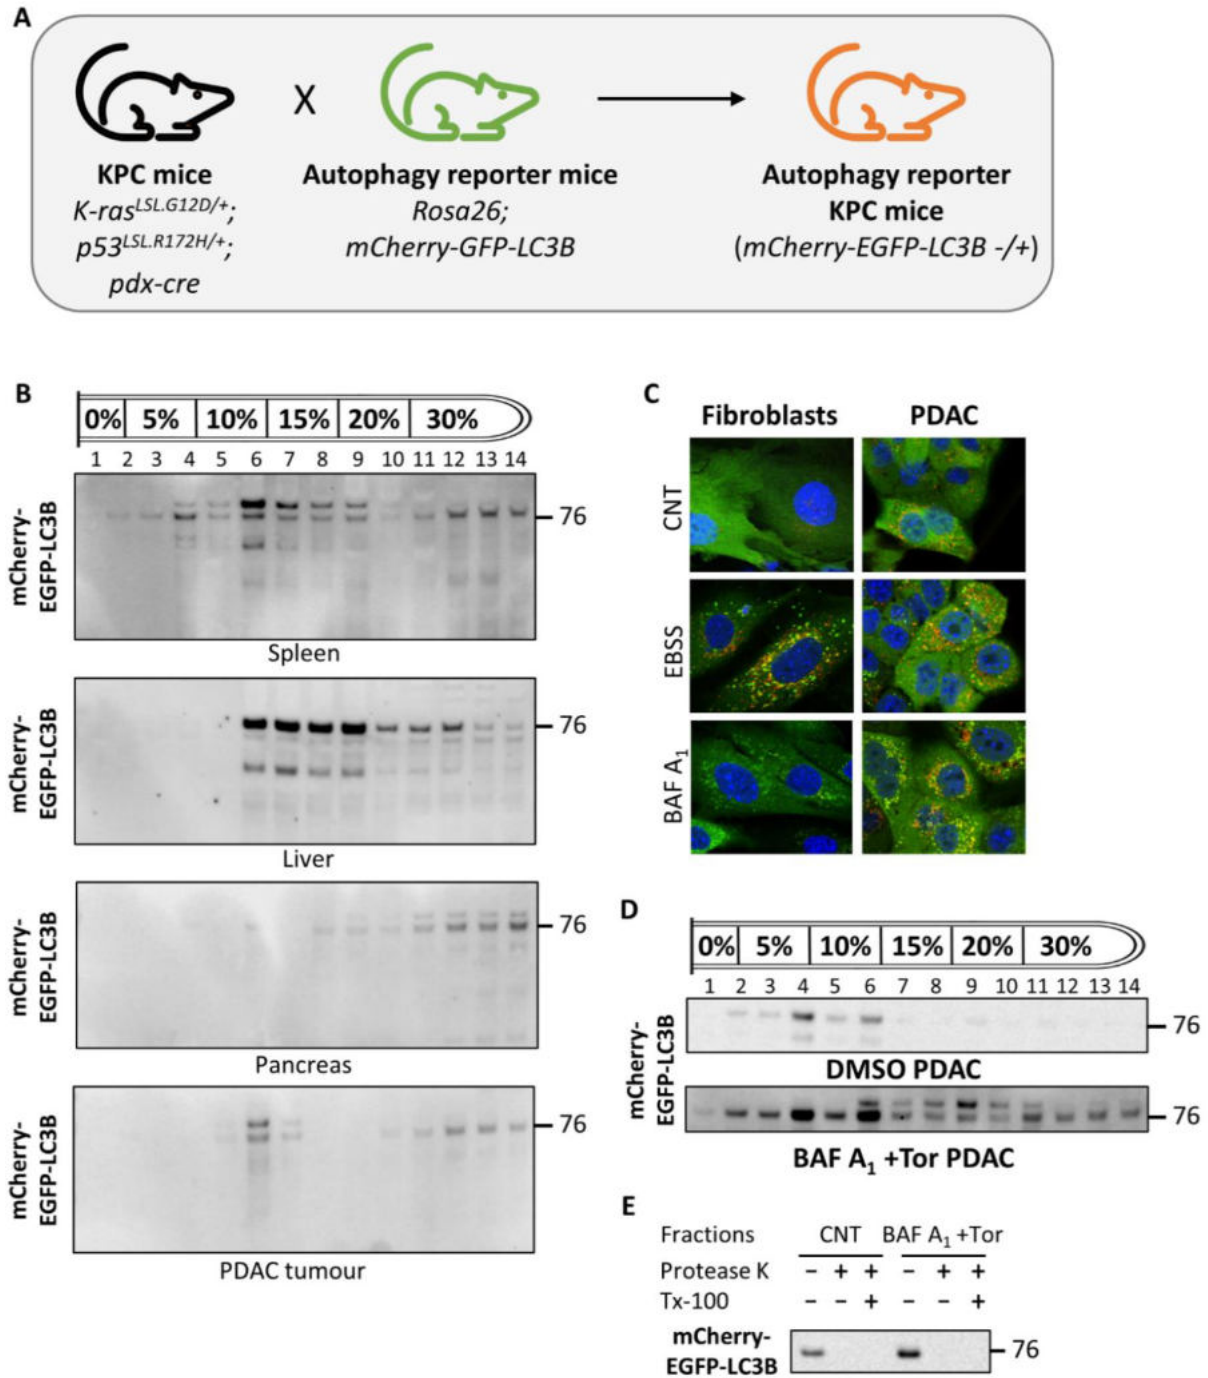 A
X
KPC mice
K-ras^LSL.G12D/+;
p53^LSL.R172H/+;
pdx-cre
Autophagy reporter mice
Rosa26;
mCherry-GFP-LC3B
Autophagy reporter
KPC mice
(mCherry-EGFP-LC3B -/+)
B
0% 5% 10% 15% 20% 30%
1 2 3 4 5 6 7 8 9 10 11 12 13 14
mCherry-
EGFP-LC3B
76
Spleen
mCherry-
EGFP-LC3B
76
Liver
mCherry-
EGFP-LC3B
76
Pancreas
mCherry-
EGFP-LC3B
76
PDAC tumour
C
Fibroblasts PDAC
CNT
EBSS
BAF A₁
D
0% 5% 10% 15% 20% 30%
1 2 3 4 5 6 7 8 9 10 11 12 13 14
mCherry-
EGFP-LC3B
76
DMSO PDAC
76
BAF A₁ +Tor PDAC
E
Fractions CNT BAF A₁ +Tor
Protease K – + + – + +
Tx-100 – – + – – +
mCherry-
EGFP-LC3B
76